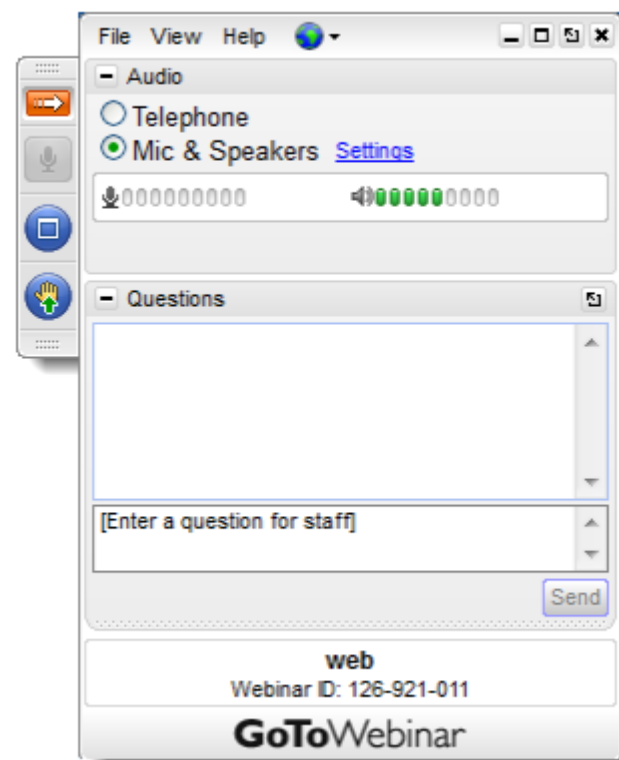 File View Help
Audio
Telephone
Mic & Speakers Settings
Questions
[Enter a question for staff]
Send
web
Webinar ID: 126-921-011
GoToWebinar